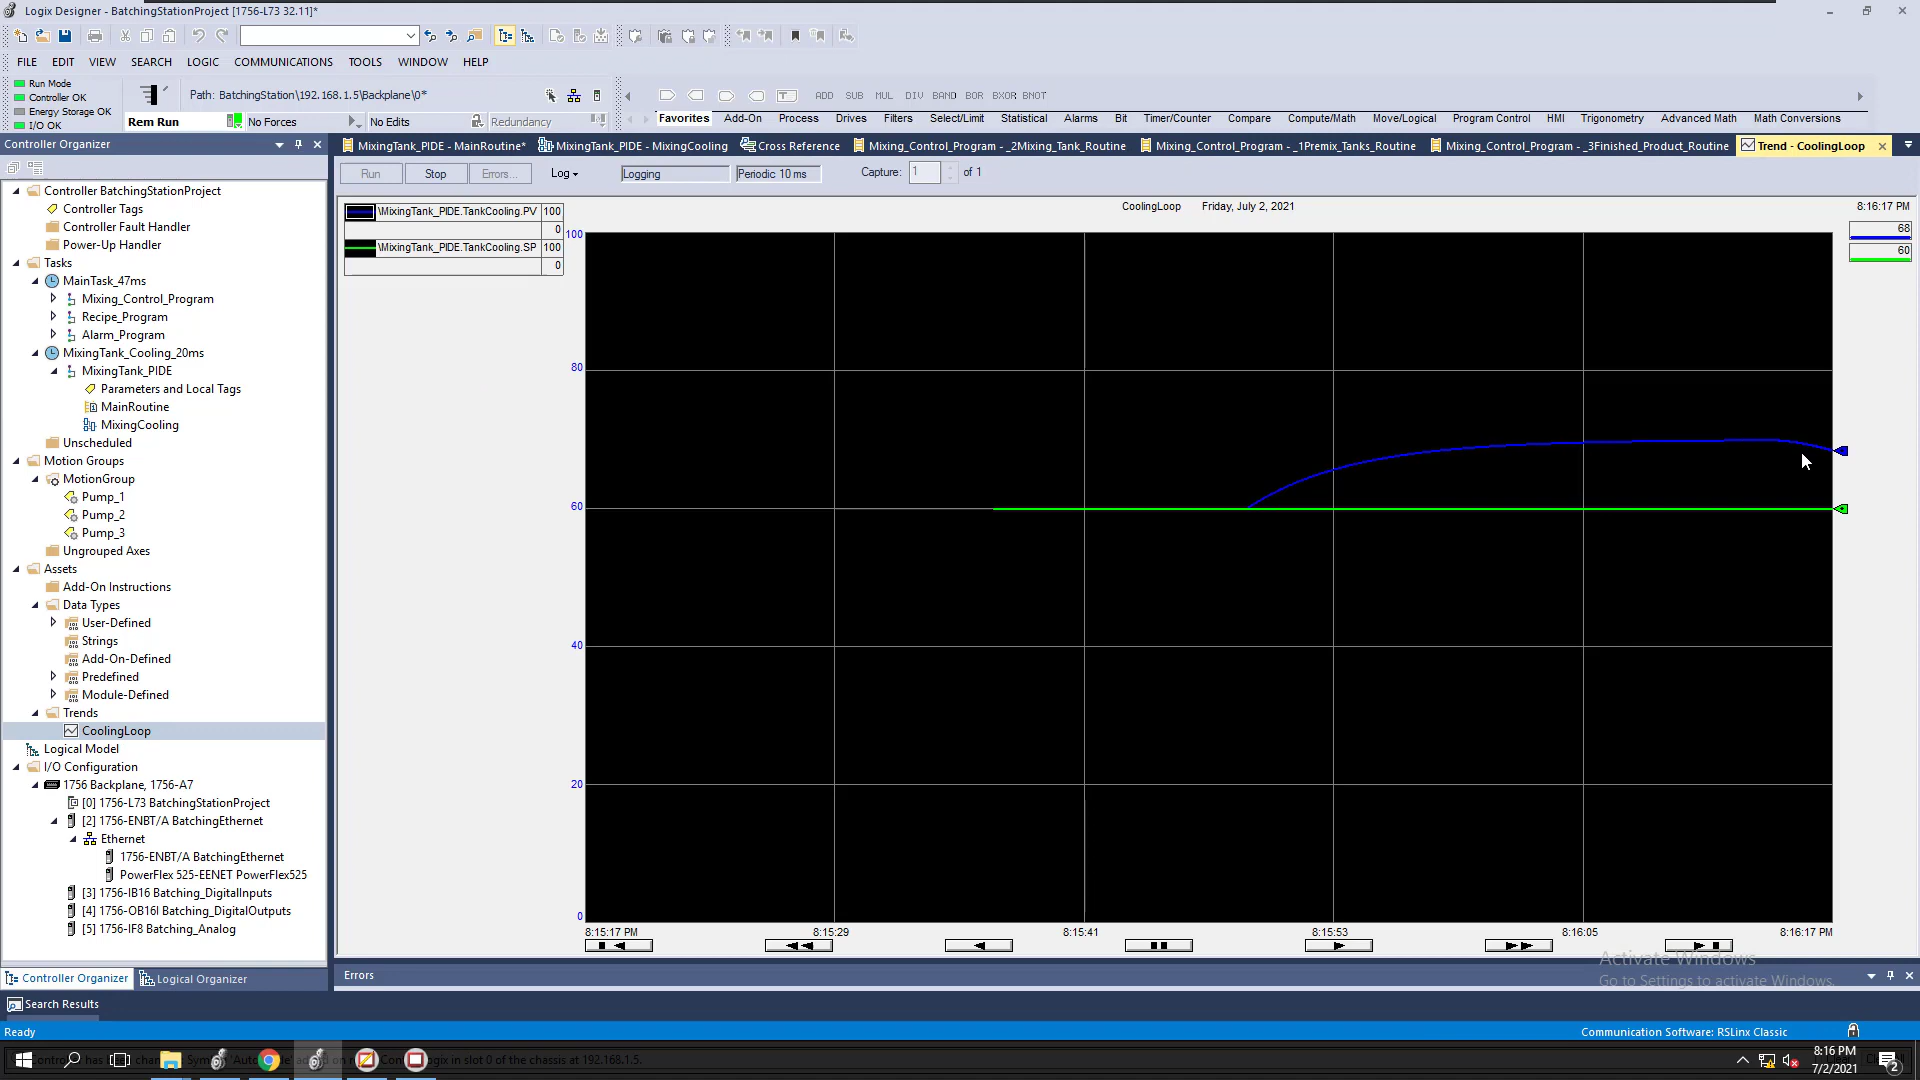 Logix Designer - BatchingStationProject [1756-L73 32.11]*
FILE EDIT VIEW SEARCH LOGIC COMMUNICATIONS TOOLS WINDOW HELP
Run Mode
Controller OK
Energy Storage OK
I/O OK
Path: BatchingStation\192.168.1.5\Backplane\0*
Rem Run No Forces No Edits Redundancy
ADD SUB MUL DIV BAND BOR BXOR BNOT
Favorites Add-On Process Drives Filters Select/Limit Statistical Alarms Bit Timer/Counter Compare Compute/Math Move/Logical Program Control HMI Trigonometry Advanced Math Math Conversions
Controller Organizer
MixingTank_PIDE - MainRoutine* MixingTank_PIDE - MixingCooling Cross Reference Mixing_Control_Program - _2Mixing_Tank_Routine Mixing_Control_Program - _1Premix_Tanks_Routine Mixing_Control_Program - _3Finished_Product_Routine Trend - CoolingLoop
Run Stop Errors... Log Logging Periodic 10 ms Capture: 1 of 1
Controller BatchingStationProject
Controller Tags
Controller Fault Handler
Power-Up Handler
Tasks
MainTask_47ms
Mixing_Control_Program
Recipe_Program
Alarm_Program
MixingTank_Cooling_20ms
MixingTank_PIDE
Parameters and Local Tags
MainRoutine
MixingCooling
Unscheduled
Motion Groups
MotionGroup
Pump_1
Pump_2
Pump_3
Ungrouped Axes
Assets
Add-On Instructions
Data Types
User-Defined
Strings
Add-On-Defined
Predefined
Module-Defined
Trends
CoolingLoop
Logical Model
I/O Configuration
1756 Backplane, 1756-A7
[0] 1756-L73 BatchingStationProject
[2] 1756-ENBT/A BatchingEthernet
Ethernet
1756-ENBT/A BatchingEthernet
PowerFlex 525-EENET PowerFlex525
[3] 1756-IB16 Batching_DigitalInputs
[4] 1756-OB16I Batching_DigitalOutputs
[5] 1756-IF8 Batching_Analog
Controller Organizer Logical Organizer
CoolingLoop Friday, July 2, 2021 8:16:17 PM
\MixingTank_PIDE.TankCooling.PV 100
0
\MixingTank_PIDE.TankCooling.SP 100
0
68
60
100
80
60
40
20
0
8:15:17 PM 8:15:29 8:15:41 8:15:53 8:16:05 8:16:17 PM
Activate Windows
Go to Settings to activate Windows.
Errors
Search Results
Ready Communication Software: RSLinx Classic
in slot 0 of the chassis at 192.168.1.5.
8:16 PM
7/2/2021
2